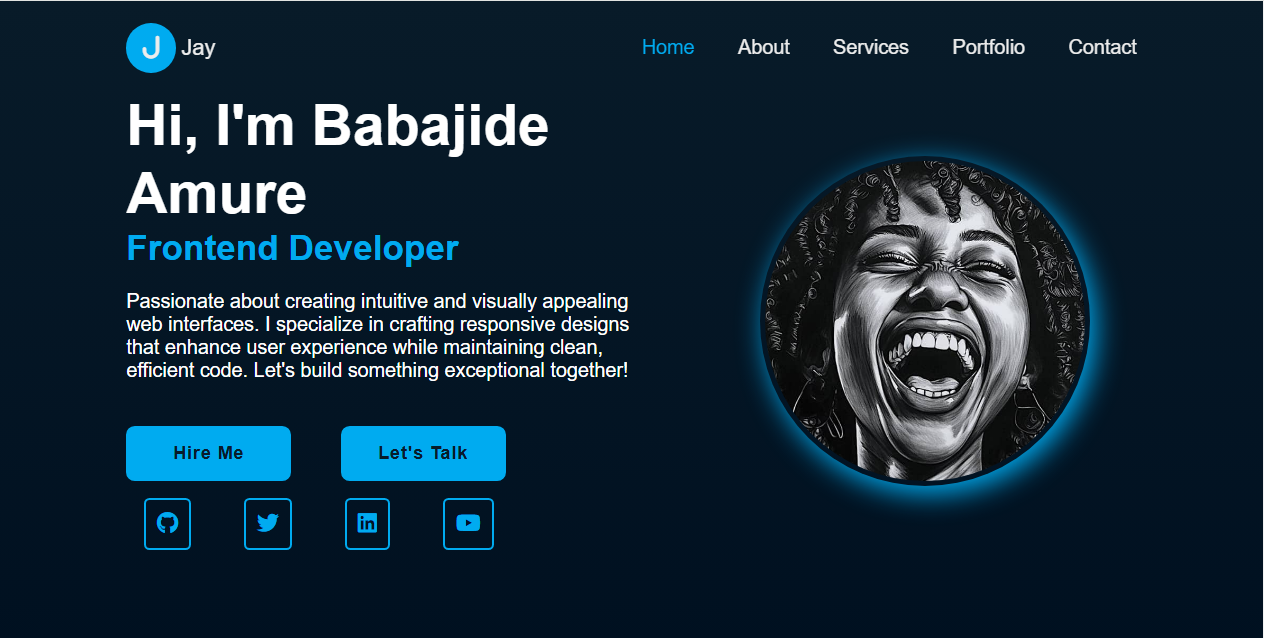 J Jay
Home About Services Portfolio Contact
Hi, I'm Babajide
Amure
Frontend Developer
Passionate about creating intuitive and visually appealing
web interfaces. I specialize in crafting responsive designs
that enhance user experience while maintaining clean,
efficient code. Let's build something exceptional together!
Hire Me Let's Talk
in